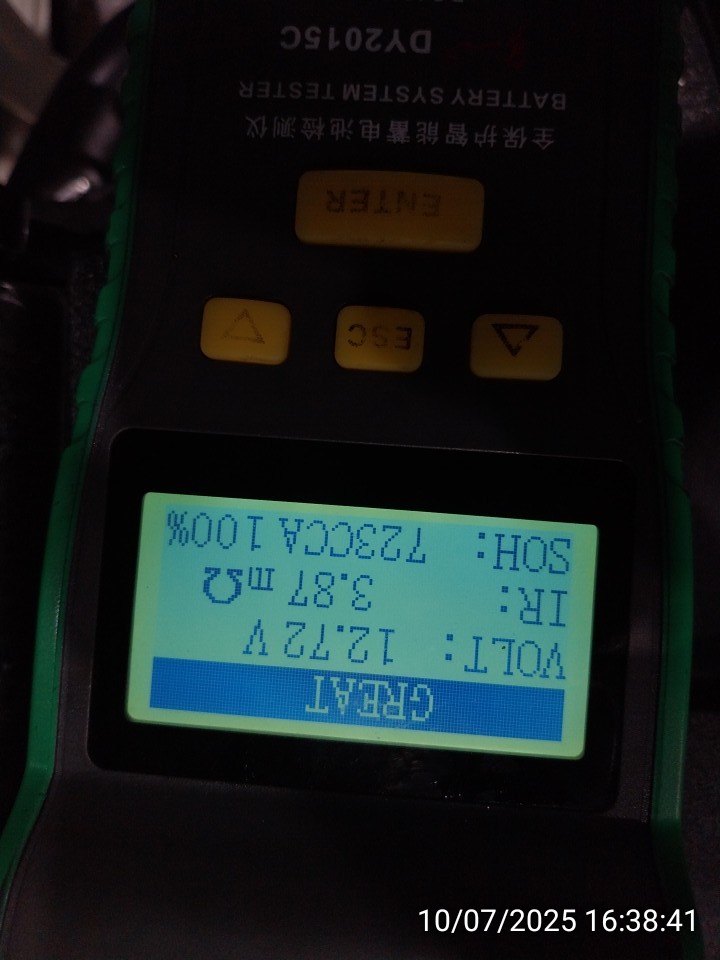 GREAT
VOLT: 12.72 V
IR: 3.87 mΩ
SOH: 723CCA 100%
ESC
ENTER
全保护智能蓄电池检测仪
BATTERY SYSTEM TESTER
DY2015C
10/07/2025 16:38:41